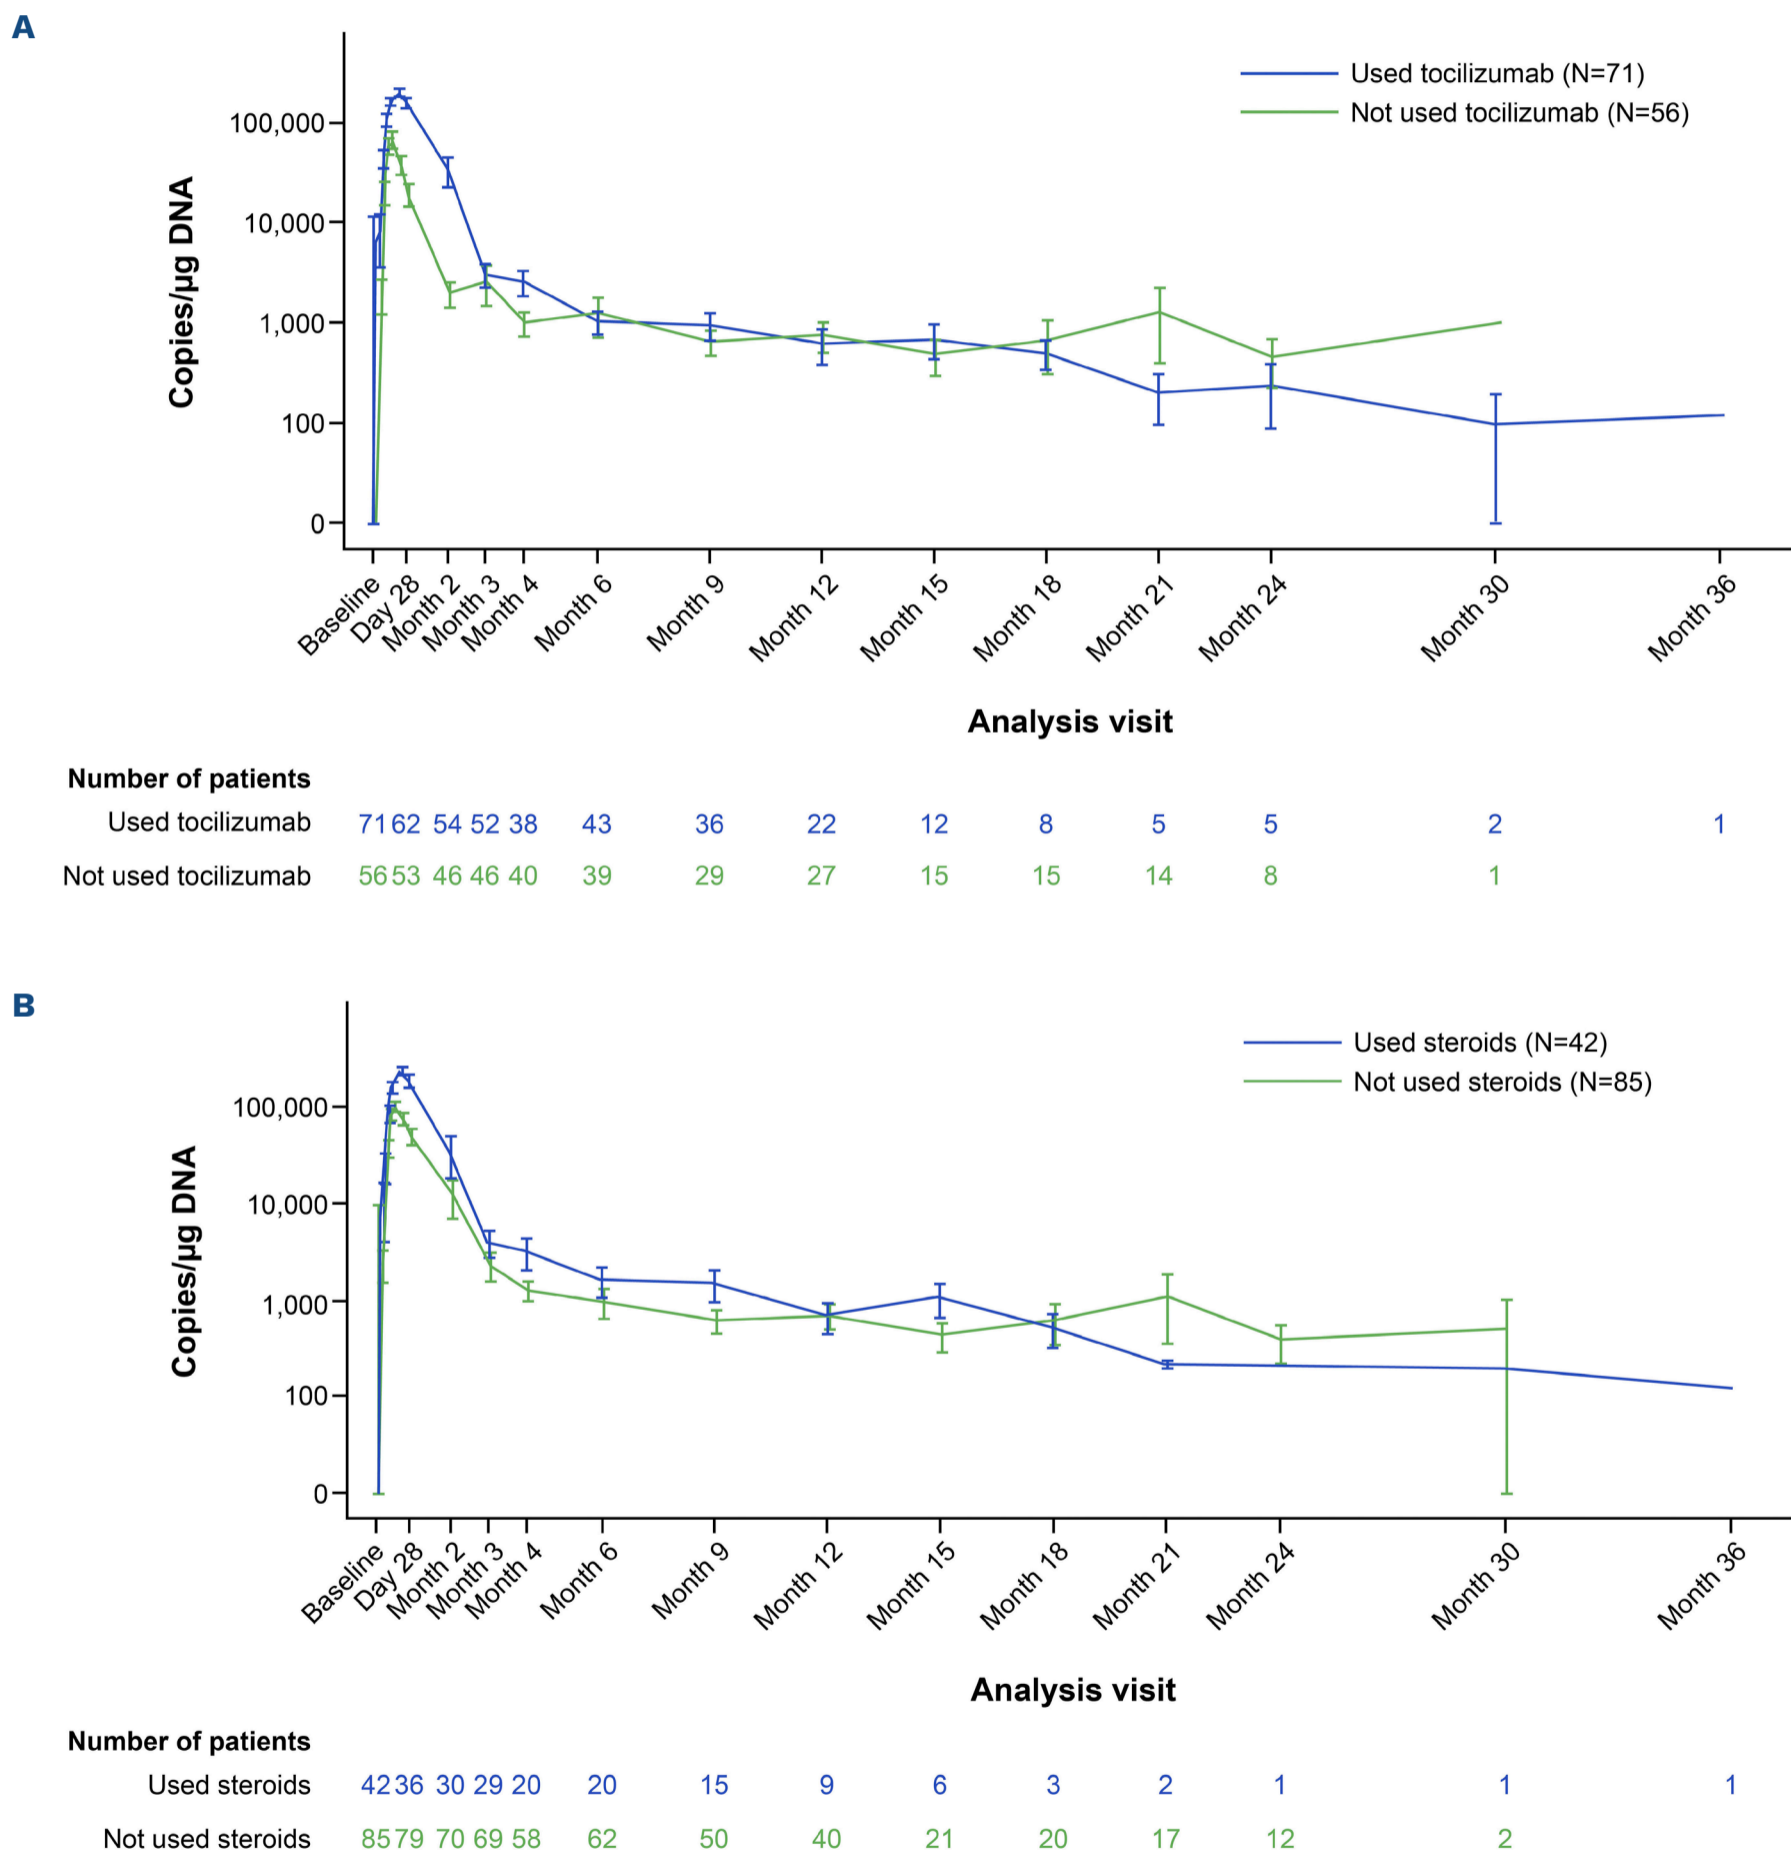 A
Used tocilizumab (N=71)
Not used tocilizumab (N=56)
Copies/µg DNA
100,000
10,000
1,000
100
0
Baseline Day 28 Month 2 Month 3 Month 4 Month 6 Month 9 Month 12 Month 15 Month 18 Month 21 Month 24 Month 30 Month 36
Analysis visit
Number of patients
Used tocilizumab 71 62 54 52 38 43 36 22 12 8 5 5 2 1
Not used tocilizumab 56 53 46 46 40 39 29 27 15 15 14 8 1
B
Used steroids (N=42)
Not used steroids (N=85)
Copies/µg DNA
100,000
10,000
1,000
100
0
Baseline Day 28 Month 2 Month 3 Month 4 Month 6 Month 9 Month 12 Month 15 Month 18 Month 21 Month 24 Month 30 Month 36
Analysis visit
Number of patients
Used steroids 42 36 30 29 20 20 15 9 6 3 2 1 1 1
Not used steroids 85 79 70 69 58 62 50 40 21 20 17 12 2